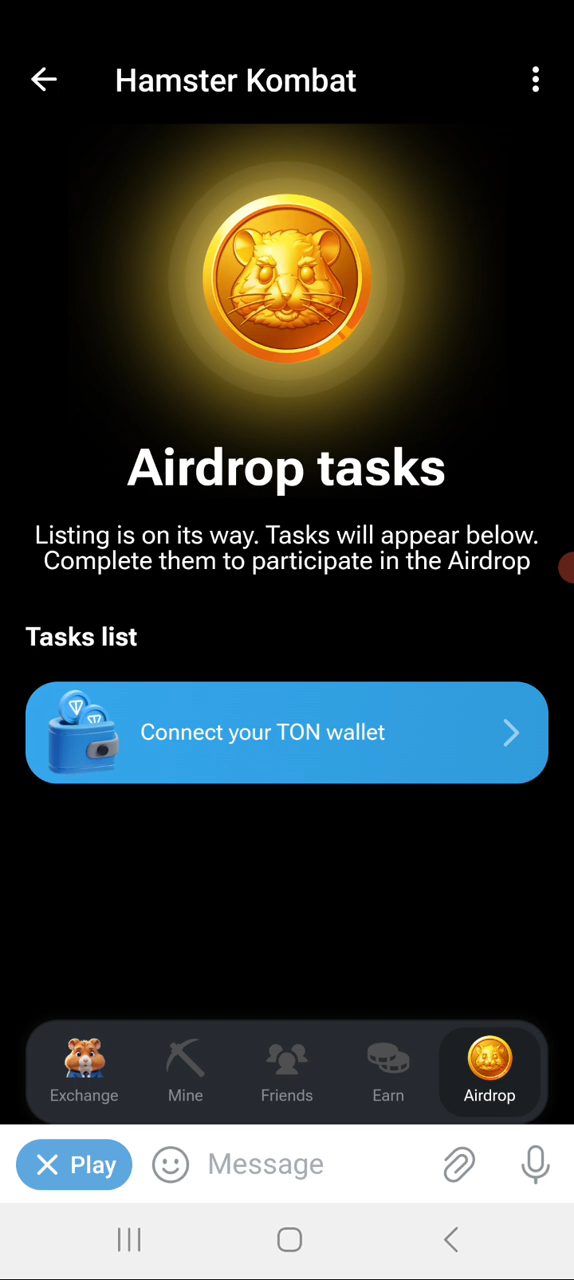 Hamster Kombat
Airdrop tasks
Listing is on its way. Tasks will appear below.
Complete them to participate in the Airdrop
Tasks list
Connect your TON wallet
Exchange
Mine
Friends
Earn
Airdrop
Play
Message